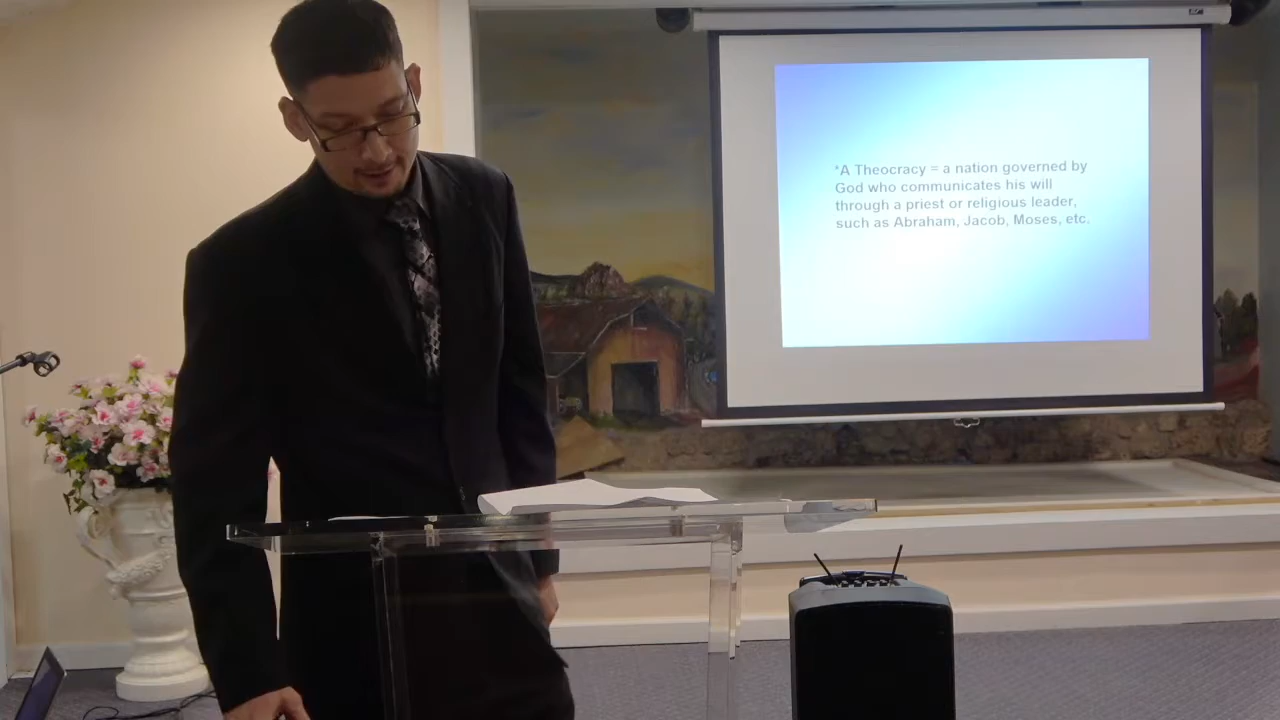 *A Theocracy = a nation governed by
God who communicates his will
through a priest or religious leader,
such as Abraham, Jacob, Moses, etc.